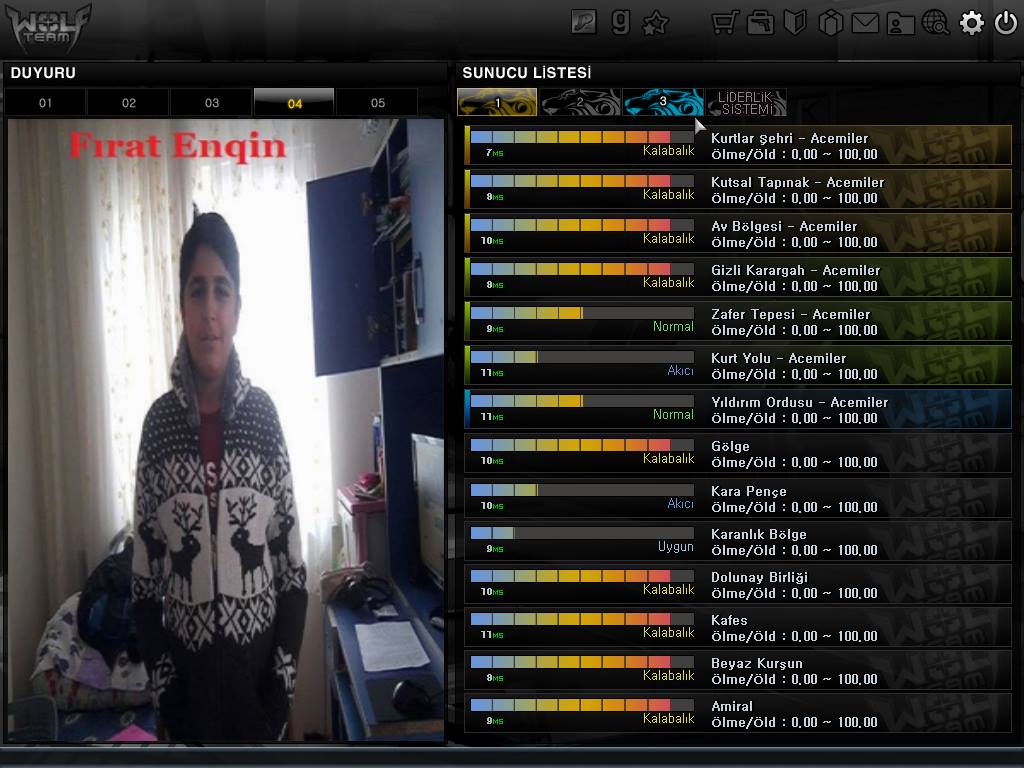 WOLF
TEAM
DUYURU
01 02 03 04 05
Fırat Enqin
SUNUCU LİSTESİ
1 2 3 LİDERLİK SİSTEMİ
7MS Kalabalık Kurtlar Şehri - Acemiler
Ölme/Öld : 0.00 ~ 100.00
8MS Kalabalık Kutsal Tapınak - Acemiler
Ölme/Öld : 0.00 ~ 100.00
10MS Kalabalık Av Bölgesi - Acemiler
Ölme/Öld : 0.00 ~ 100.00
8MS Kalabalık Gizli Karargah - Acemiler
Ölme/Öld : 0.00 ~ 100.00
9MS Normal Zafer Tepesi - Acemiler
Ölme/Öld : 0.00 ~ 100.00
11MS Akıcı Kurt Yolu - Acemiler
Ölme/Öld : 0.00 ~ 100.00
11MS Normal Yıldırım Ordusu - Acemiler
Ölme/Öld : 0.00 ~ 100.00
10MS Kalabalık Gölge
Ölme/Öld : 0.00 ~ 100.00
10MS Akıcı Kara Pençe
Ölme/Öld : 0.00 ~ 100.00
9MS Uygun Karanlık Bölge
Ölme/Öld : 0.00 ~ 100.00
10MS Kalabalık Dolunay Birliği
Ölme/Öld : 0.00 ~ 100.00
11MS Kalabalık Kafes
Ölme/Öld : 0.00 ~ 100.00
8MS Kalabalık Beyaz Kurşun
Ölme/Öld : 0.00 ~ 100.00
9MS Kalabalık Amiral
Ölme/Öld : 0.00 ~ 100.00